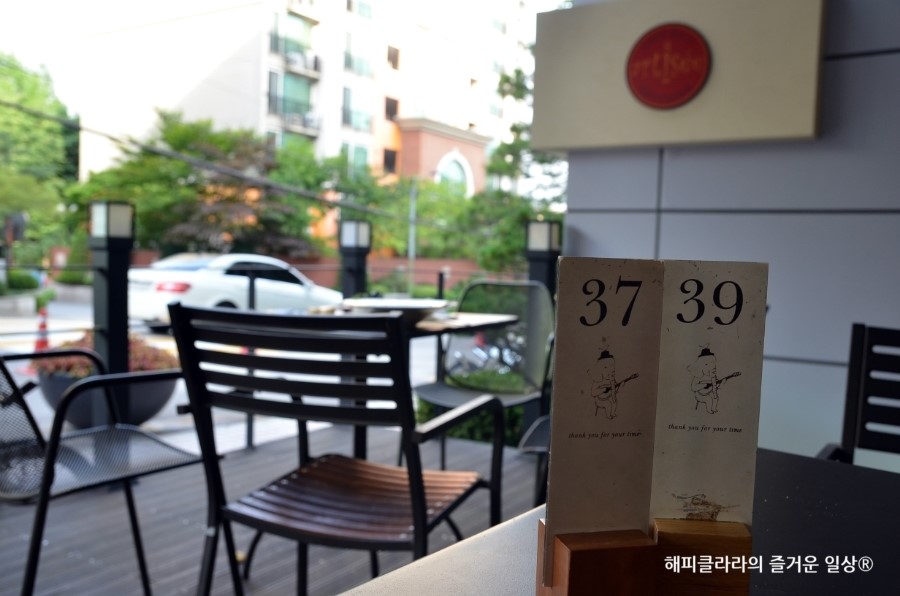 artisée
37
39
thank you for your time
thank you for your time
해피클라라의 즐거운 일상®